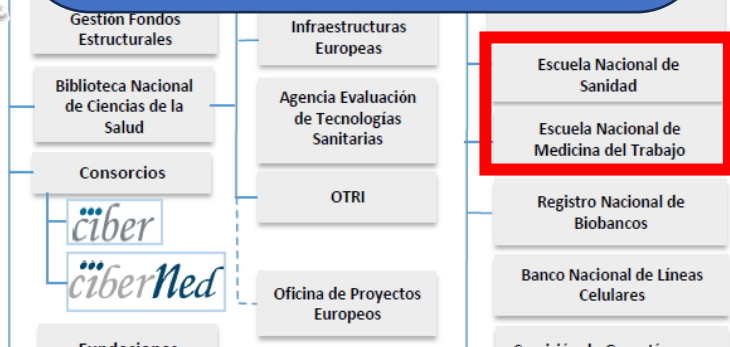 Gestión Fondos
Estructurales
Biblioteca Nacional
de Ciencias de la
Salud
Consorcios
ciber
ciberNed
Fundaciones
Infraestructuras
Europeas
Agencia Evaluación
de Tecnologías
Sanitarias
OTRI
Oficina de Proyectos
Europeos
Escuela Nacional de
Sanidad
Escuela Nacional de
Medicina del Trabajo
Registro Nacional de
Biobancos
Banco Nacional de Líneas
Celulares